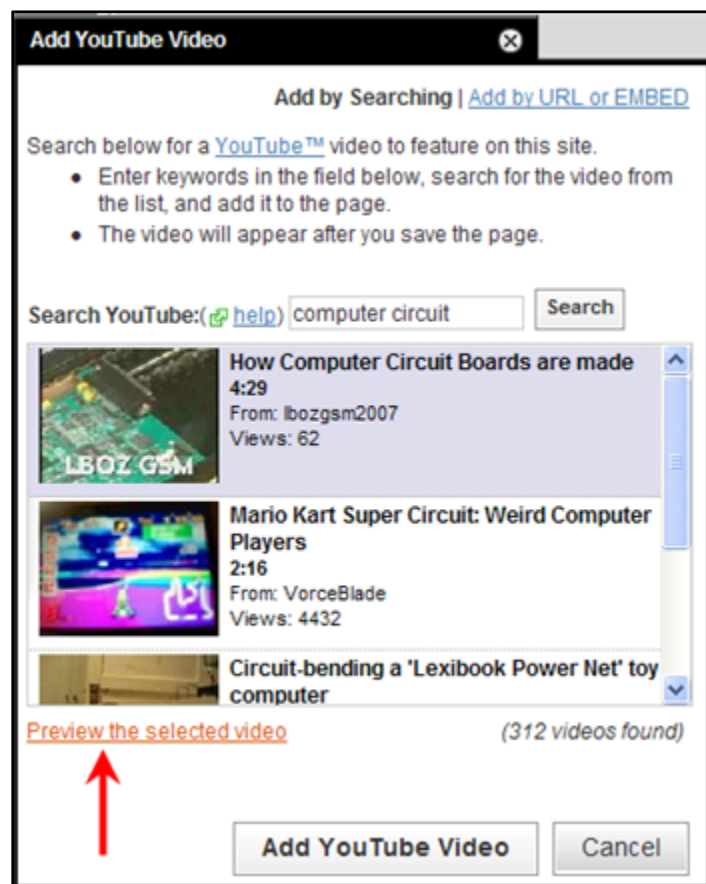 Add YouTube Video
Add by Searching | Add by URL or EMBED
Search below for a YouTube™ video to feature on this site.
• Enter keywords in the field below, search for the video from
the list, and add it to the page.
• The video will appear after you save the page.
Search YouTube:( help) computer circuit Search
How Computer Circuit Boards are made
4:29
From: lbozgsm2007
Views: 62
LBOZ GSM
Mario Kart Super Circuit: Weird Computer
Players
2:16
From: VorceBlade
Views: 4432
Circuit-bending a 'Lexibook Power Net' toy
computer
Preview the selected video (312 videos found)
Add YouTube Video Cancel